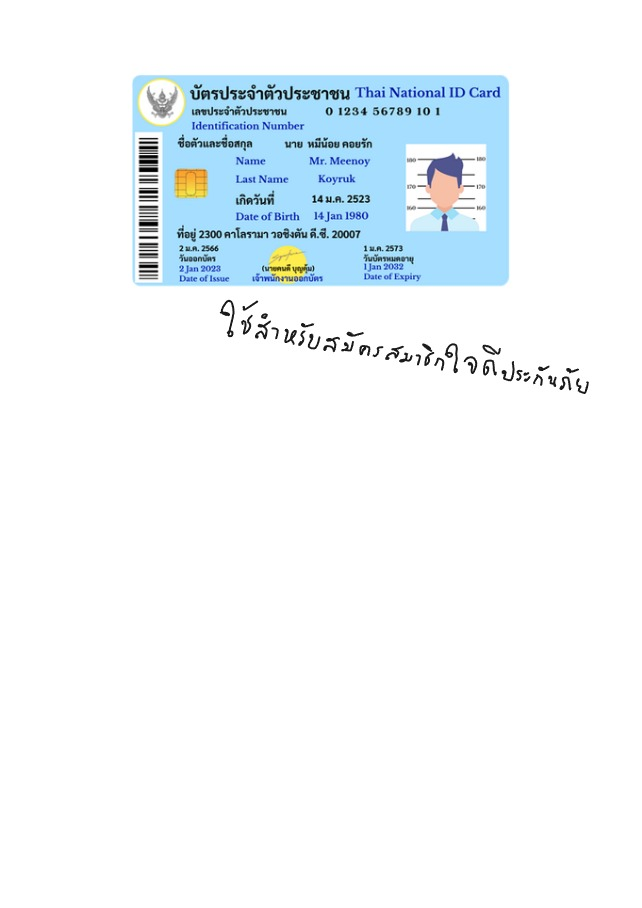 บัตรประจำตัวประชาชน Thai National ID Card
เลขประจำตัวประชาชน 0 1234 56789 10 1
Identification Number
ชื่อตัวและชื่อสกุล นาย หมีน้อย คอยรัก
Name Mr. Meenoy
Last Name Koyruk
เกิดวันที่ 14 ม.ค. 2523
Date of Birth 14 Jan 1980
ที่อยู่ 2300 คาโลรามา วอชิงตัน ดี.ซี. 20007
2 ม.ค. 2566 1 ม.ค. 2573
วันออกบัตร วันบัตรหมดอายุ
2 Jan 2023 (นายคนดี บุญคุ้ม) 1 Jan 2032
Date of Issue เจ้าพนักงานออกบัตร Date of Expiry
180 180
170 170
160 160
ใช้สำหรับสมัครสมาชิกใจดีประกันภัย